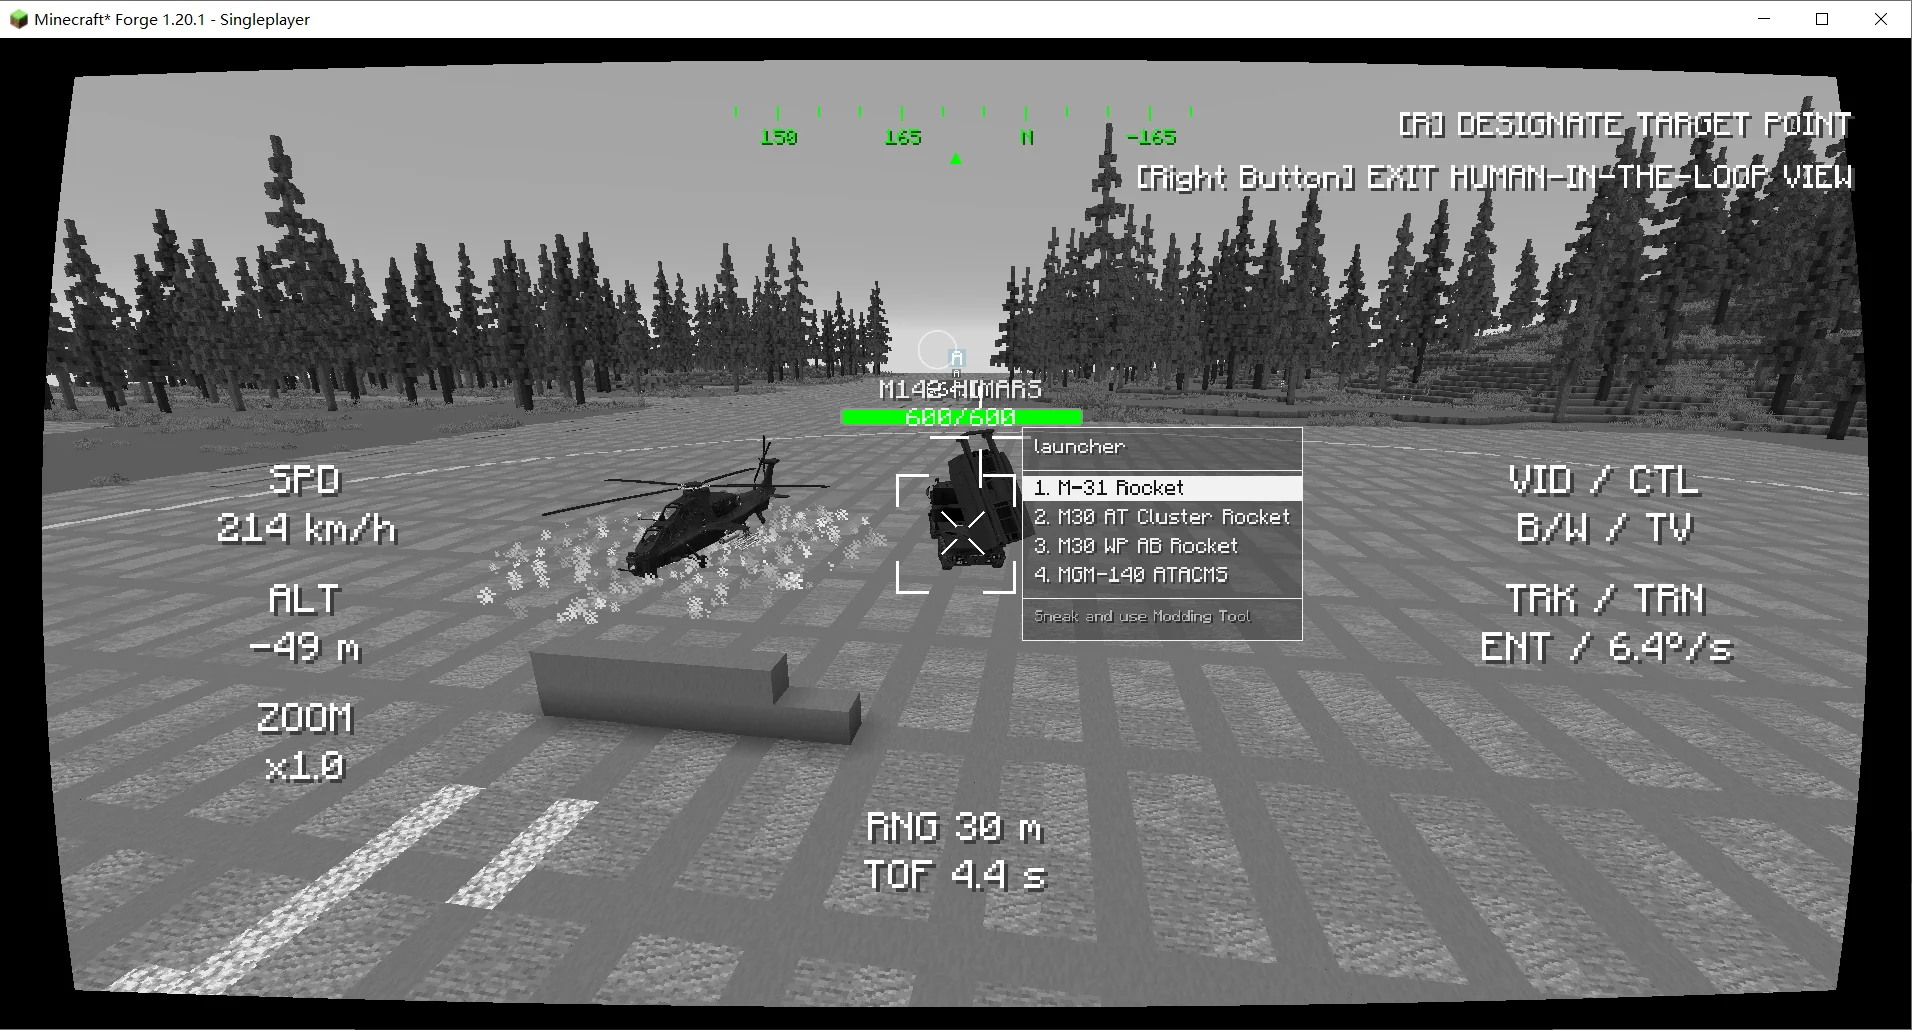 Minecraft* Forge 1.20.1 - Singleplayer
150 165 N -165
[R] DESIGNATE TARGET POINT
[Right Button] EXIT HUMAN-IN-THE-LOOP VIEW
A
A
HIMARS
600/600
launcher
1. M-31 Rocket
2. M30 AT Cluster Rocket
3. M30 WP AB Rocket
4. MGM-140 ATACMS
Sneak and use Modding Tool
SPD
214 km/h
ALT
-49 m
ZOOM
x1.0
VID / CTL
B/W / TV
TRK / TRN
ENT / 6.4º/s
RNG 30 m
TOF 4.4 s